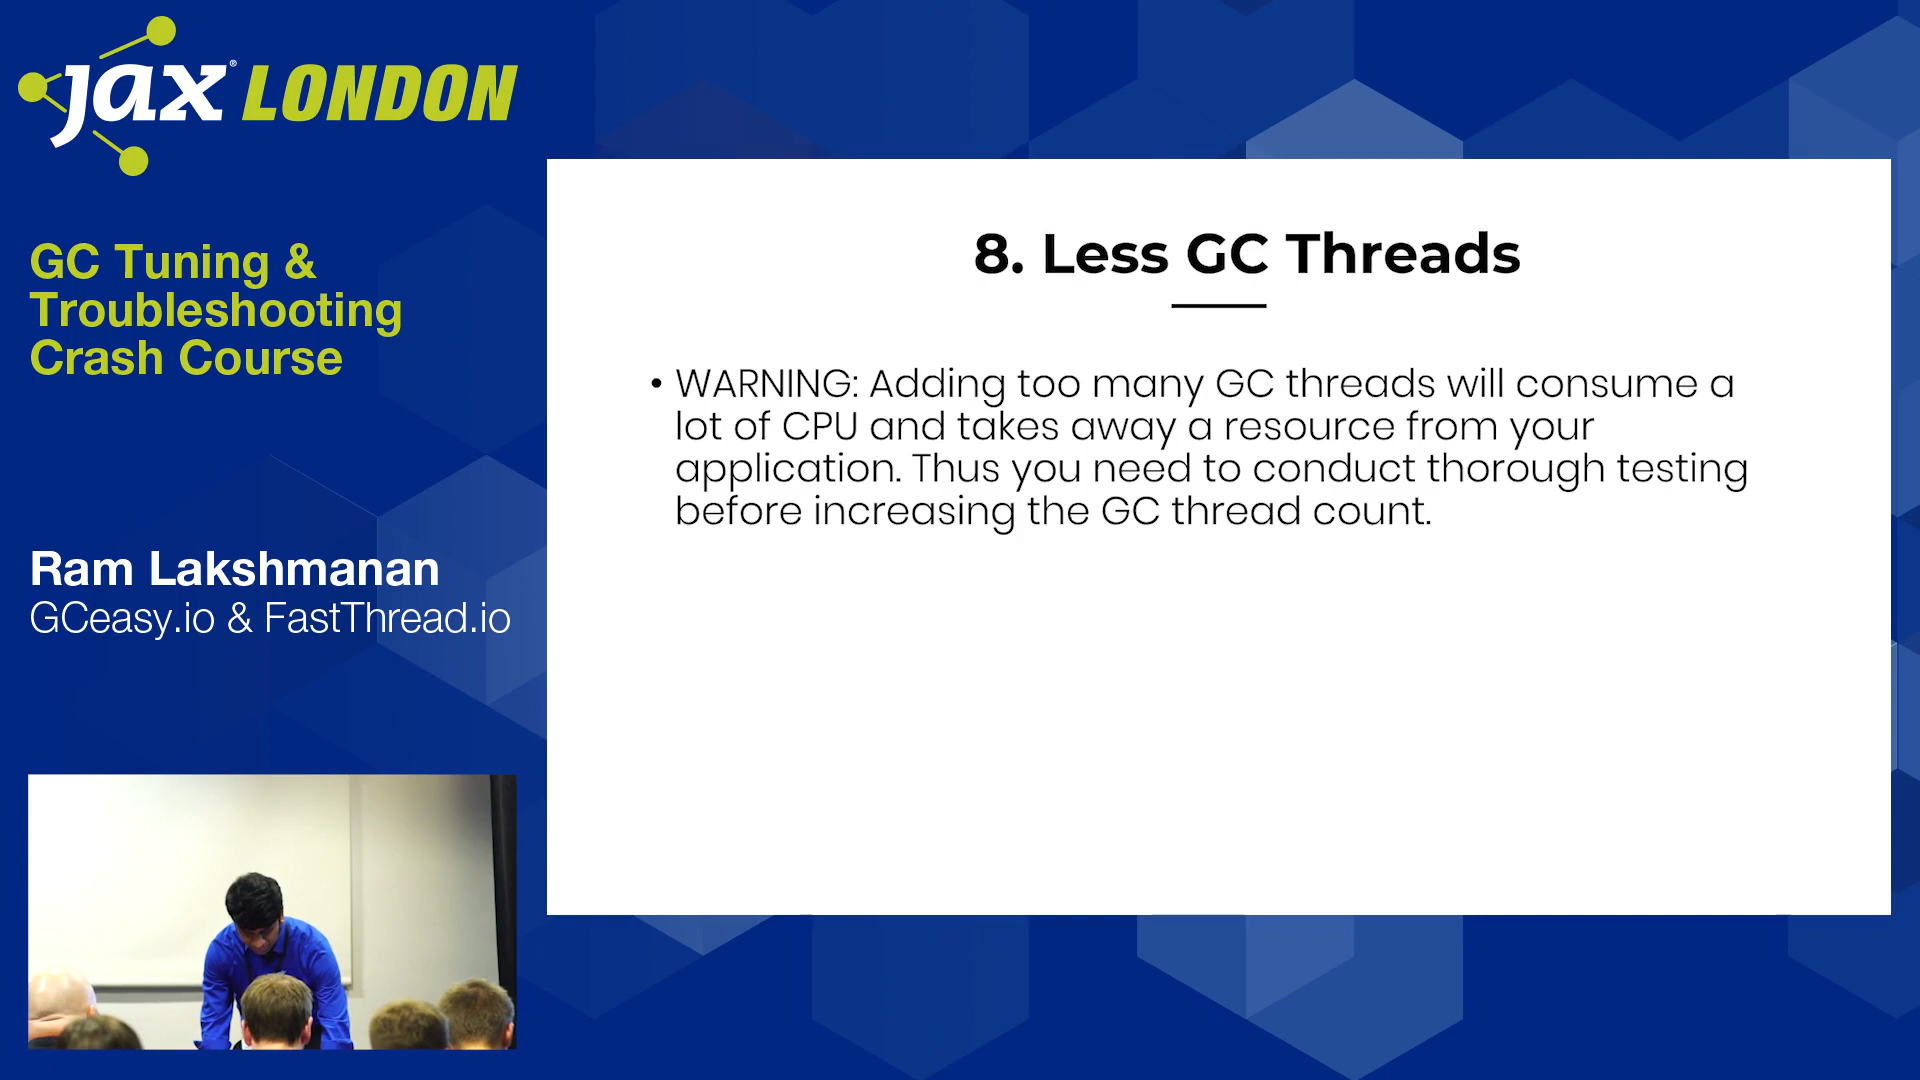 jax® LONDON
GC Tuning &
Troubleshooting
Crash Course
Ram Lakshmanan
GCeasy.io & FastThread.io
8. Less GC Threads
• WARNING: Adding too many GC threads will consume a
lot of CPU and takes away a resource from your
application. Thus you need to conduct thorough testing
before increasing the GC thread count.